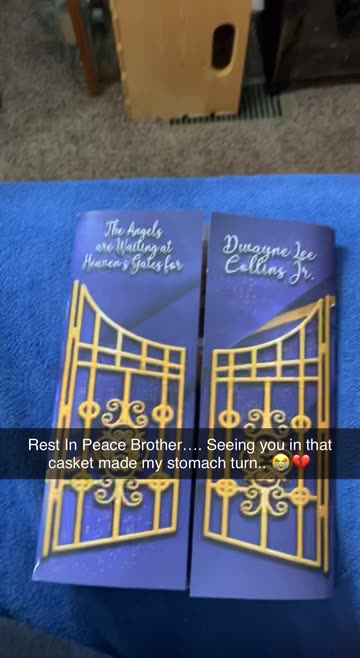 The Angels
are Waiting at
Heaven's Gates for
Dwayne Lee
Collins Jr.
Rest In Peace Brother.... Seeing you in that
casket made my stomach turn.. 😭💔